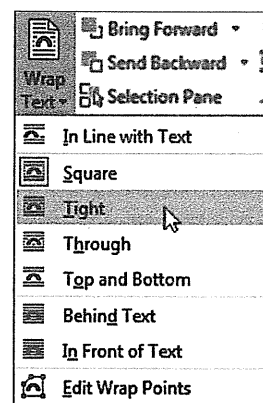 Bring Forward
Send Backward
Selection Pane
Wrap
Text
In Line with Text
Square
Tight
Through
Top and Bottom
Behind Text
In Front of Text
Edit Wrap Points